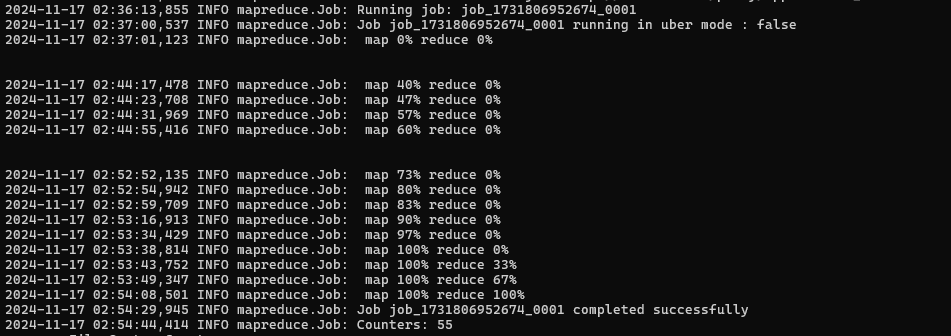 2024-11-17 02:36:13,855 INFO mapreduce.Job: Running job: job_1731806952674_0001
2024-11-17 02:37:00,537 INFO mapreduce.Job: Job job_1731806952674_0001 running in uber mode : false
2024-11-17 02:37:01,123 INFO mapreduce.Job:  map 0% reduce 0%
2024-11-17 02:44:17,478 INFO mapreduce.Job:  map 40% reduce 0%
2024-11-17 02:44:23,708 INFO mapreduce.Job:  map 47% reduce 0%
2024-11-17 02:44:31,969 INFO mapreduce.Job:  map 57% reduce 0%
2024-11-17 02:44:55,416 INFO mapreduce.Job:  map 60% reduce 0%
2024-11-17 02:52:52,135 INFO mapreduce.Job:  map 73% reduce 0%
2024-11-17 02:52:54,942 INFO mapreduce.Job:  map 80% reduce 0%
2024-11-17 02:52:59,709 INFO mapreduce.Job:  map 83% reduce 0%
2024-11-17 02:53:16,913 INFO mapreduce.Job:  map 90% reduce 0%
2024-11-17 02:53:34,429 INFO mapreduce.Job:  map 97% reduce 0%
2024-11-17 02:53:38,814 INFO mapreduce.Job:  map 100% reduce 0%
2024-11-17 02:53:43,752 INFO mapreduce.Job:  map 100% reduce 33%
2024-11-17 02:53:49,347 INFO mapreduce.Job:  map 100% reduce 67%
2024-11-17 02:54:08,501 INFO mapreduce.Job:  map 100% reduce 100%
2024-11-17 02:54:29,945 INFO mapreduce.Job: Job job_1731806952674_0001 completed successfully
2024-11-17 02:54:44,414 INFO mapreduce.Job: Counters: 55